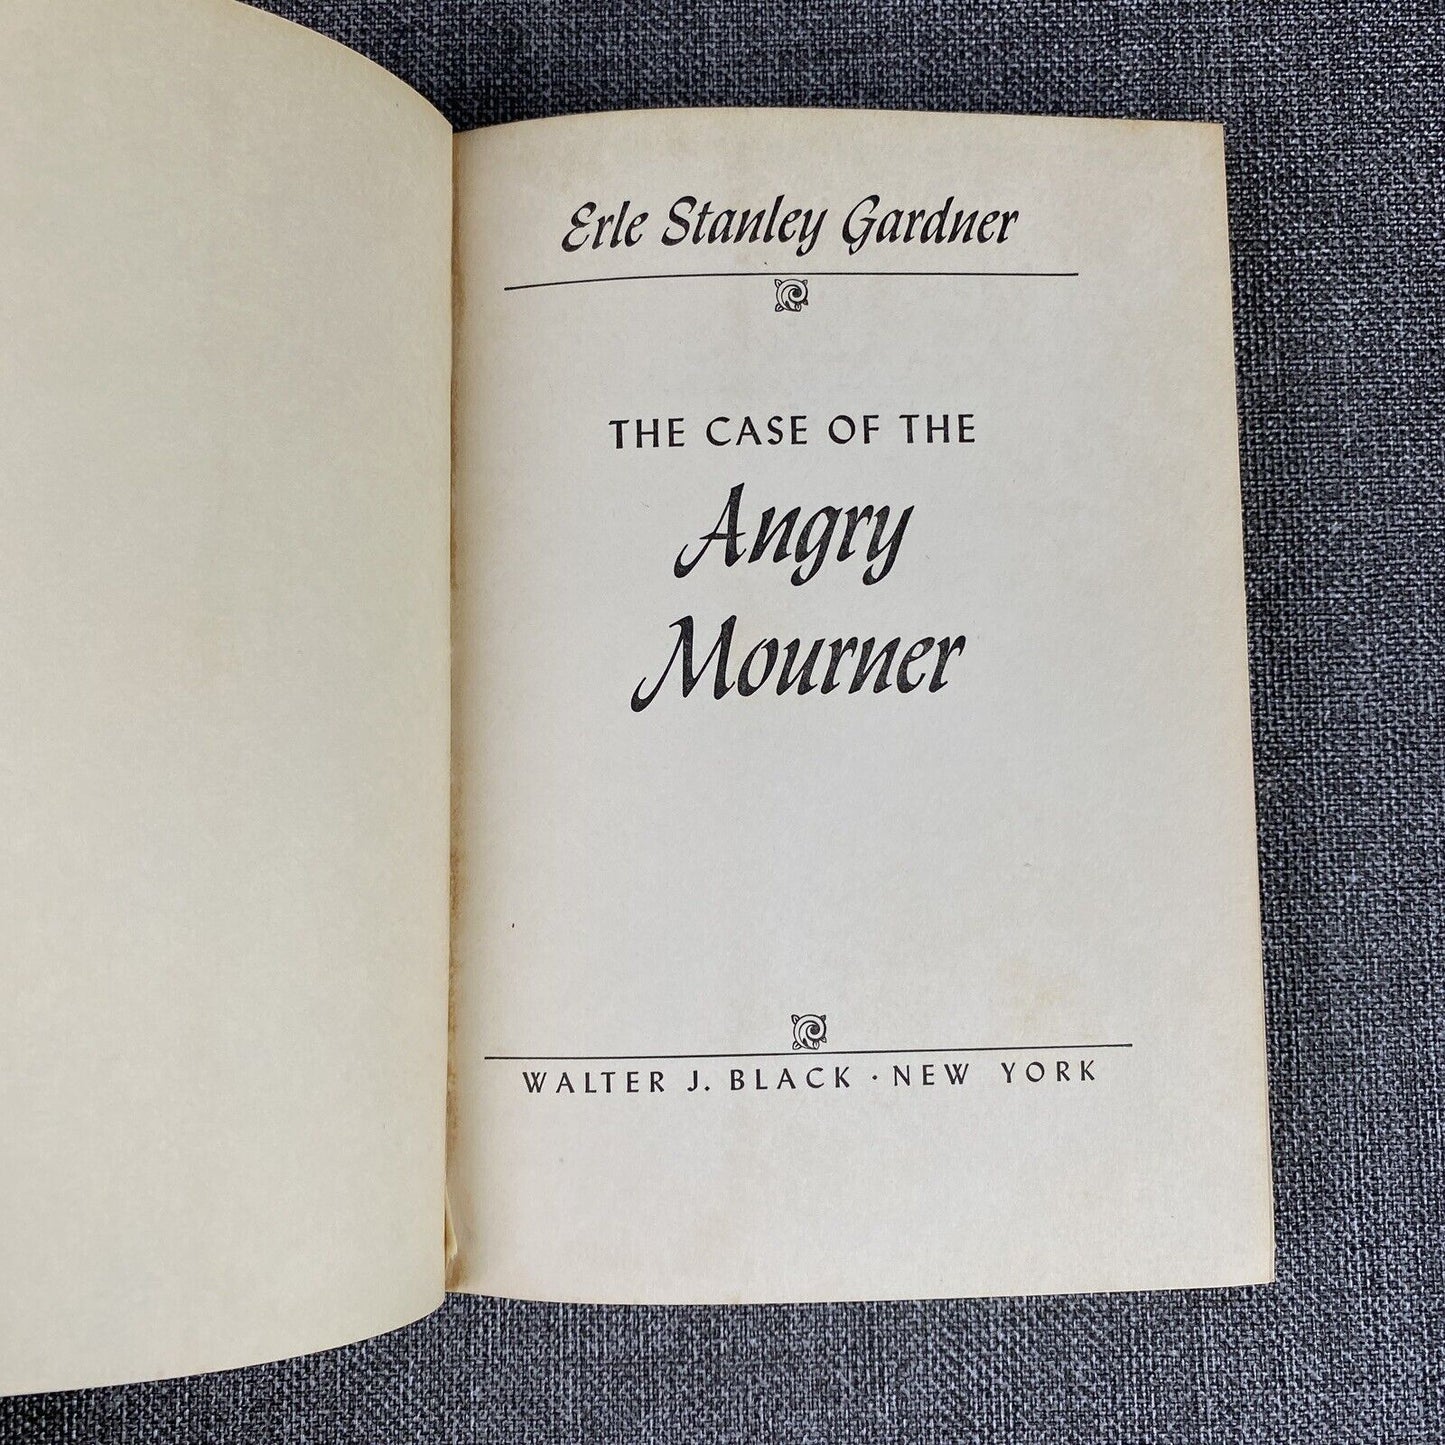 Erle Stanley Gardner
THE CASE OF THE
Angry
Mourner
WALTER J. BLACK · NEW YORK